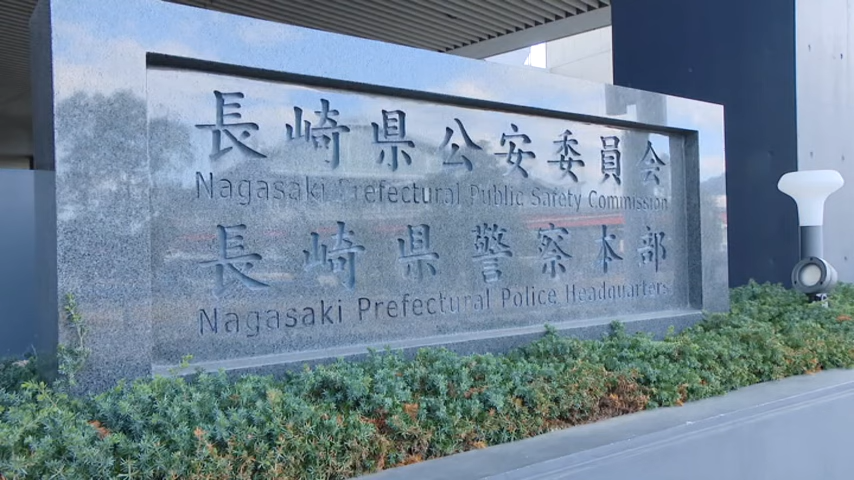 長崎県公安委員会
Nagasaki Prefectural Public Safety Commission
長崎県警察本部
Nagasaki Prefectural Police Headquarters